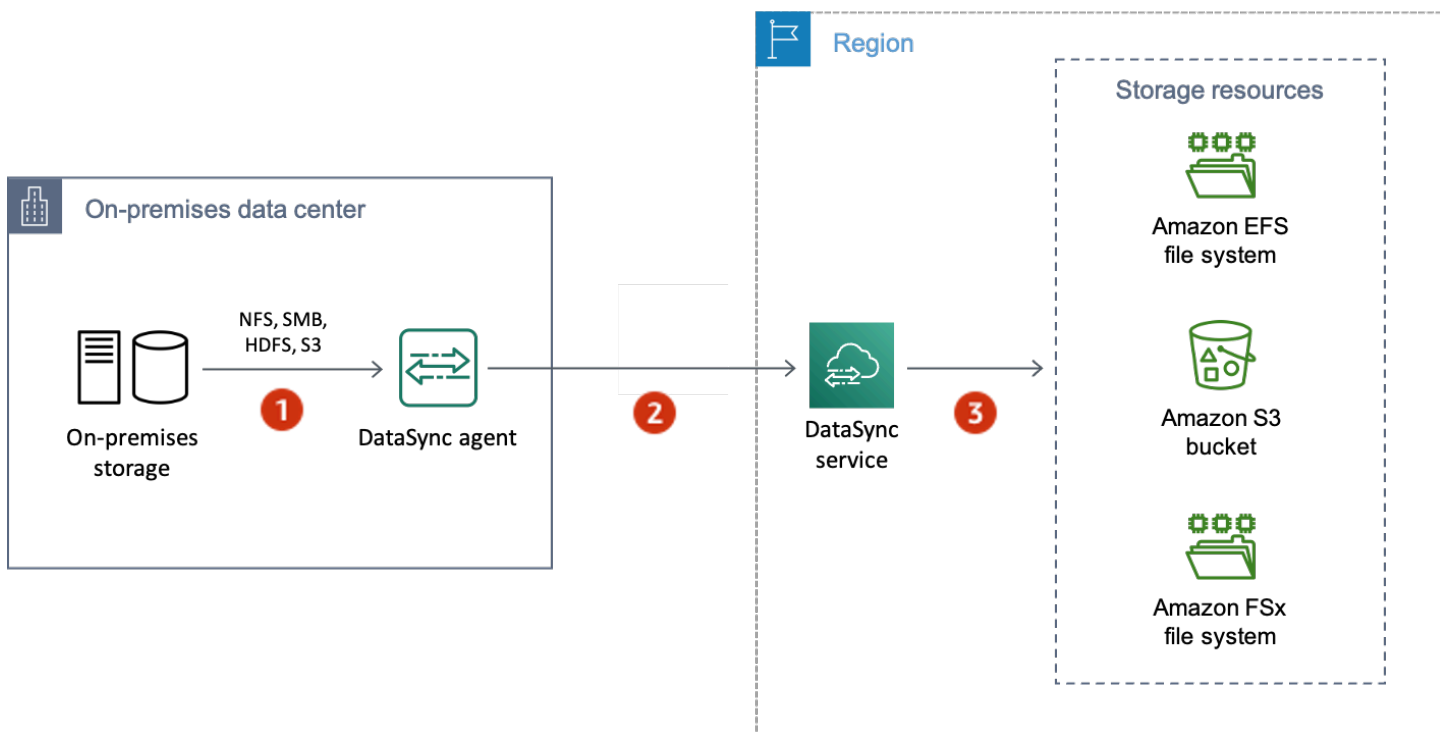 Region
Storage resources
Amazon EFS
file system
On-premises data center
NFS, SMB,
HDFS, S3
1
On-premises
storage
DataSync agent
2
DataSync
service
3
Amazon S3
bucket
Amazon FSx
file system